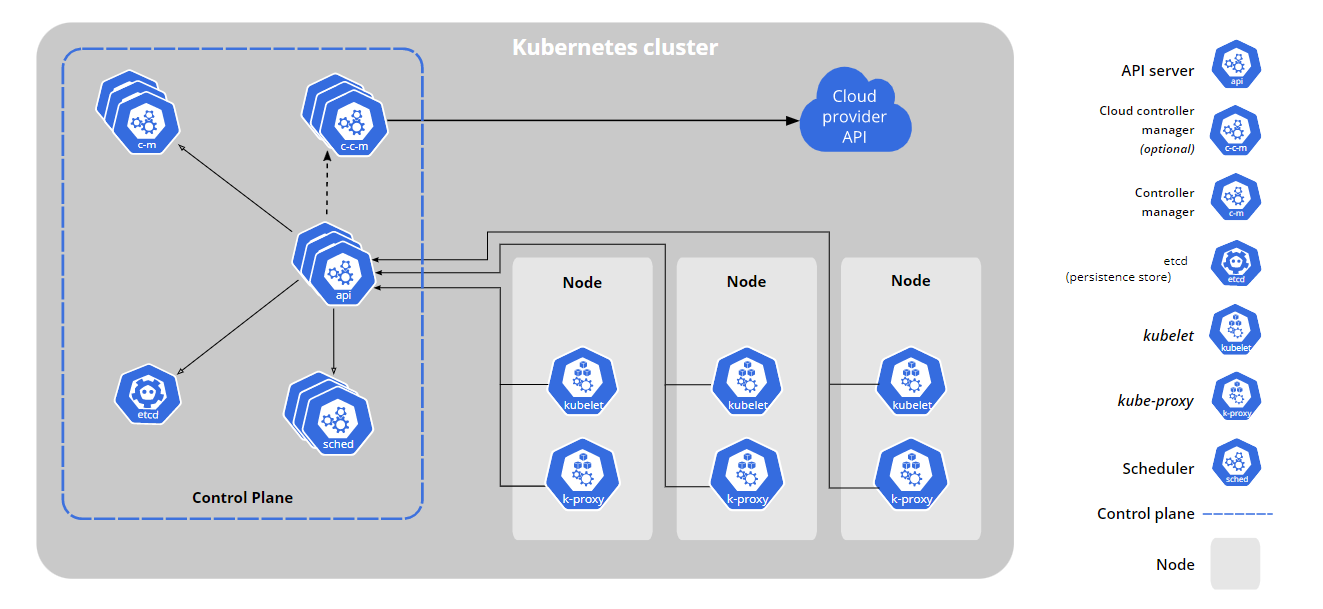 Kubernetes cluster
c-m
c-c-m
Cloud
provider
API
api
etcd
sched
Control Plane
Node
Node
Node
kubelet
kubelet
kubelet
k-proxy
k-proxy
k-proxy
API server
api
Cloud controller
manager
(optional)
c-c-m
Controller
manager
c-m
etcd
(persistence store)
etcd
kubelet
kubelet
kube-proxy
k-proxy
Scheduler
sched
Control plane
Node